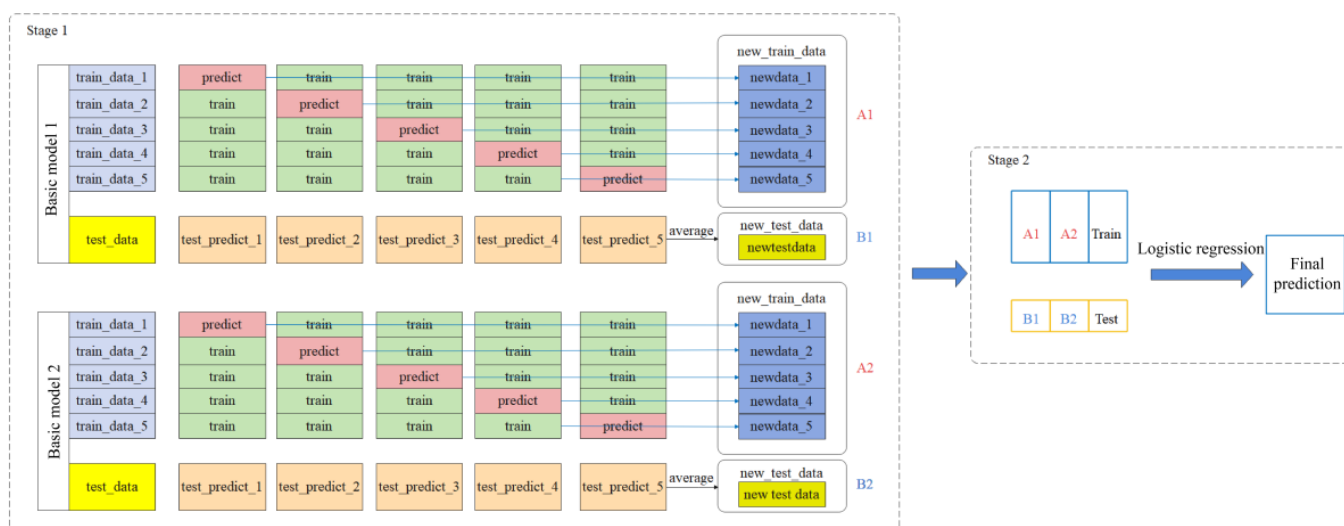 Stage 1
new_train_data
Basic model 1
train_data_1 predict train train train train newdata_1
train_data_2 train predict train train train newdata_2
train_data_3 train train predict train train newdata_3
train_data_4 train train train predict train newdata_4
train_data_5 train train train train predict newdata_5
A1
test_data test_predict_1 test_predict_2 test_predict_3 test_predict_4 test_predict_5 average
new_test_data
newtestdata
B1
new_train_data
Basic model 2
train_data_1 predict train train train train newdata_1
train_data_2 train predict train train train newdata_2
train_data_3 train train predict train train newdata_3
train_data_4 train train train predict train newdata_4
train_data_5 train train train train predict newdata_5
A2
test_data test_predict_1 test_predict_2 test_predict_3 test_predict_4 test_predict_5 average
new_test_data
new test data
B2
Stage 2
A1 A2 Train
B1 B2 Test
Logistic regression
Final
prediction